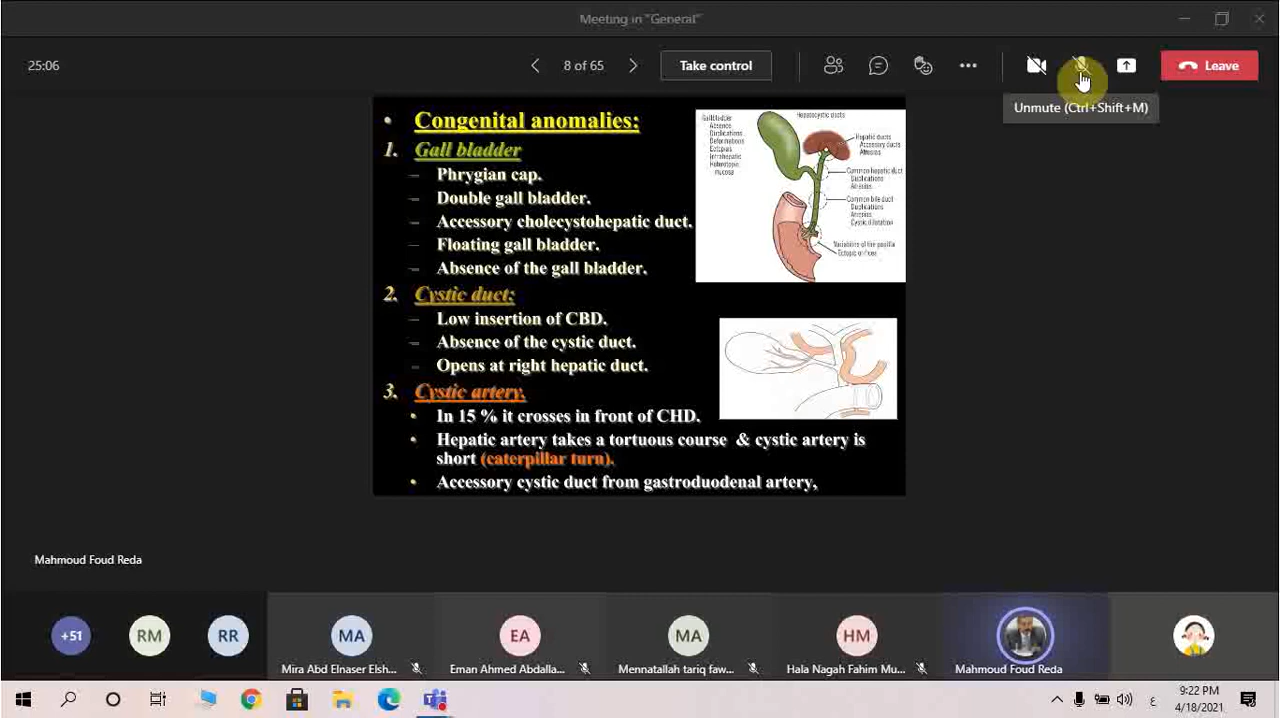 Meeting in "General"
25:06
8 of 65
Take control
Leave
Unmute (Ctrl+Shift+M)
• Congenital anomalies:
1. Gall bladder
– Phrygian cap.
– Double gall bladder.
– Accessory cholecystohepatic duct.
– Floating gall bladder.
– Absence of the gall bladder.
2. Cystic duct:
– Low insertion of CBD.
– Absence of the cystic duct.
– Opens at right hepatic duct.
3. Cystic artery.
• In 15 % it crosses in front of CHD.
• Hepatic artery takes a tortuous course & cystic artery is
short (caterpillar turn).
• Accessory cystic duct from gastroduodenal artery,
Gallbladder
Absence
Duplications
Deformations
Ectopia
Intrahepatic
Heterotopic
mucosa
Hepatocystic ducts
Hepatic ducts
Accessory ducts
Atresias
Common hepatic duct
Duplications
Atresias
Common bile duct
Duplications
Atresias
Cystic dilatation
Variations of the papilla
Mahmoud Foud Reda
+51
RM
RR
MA
EA
MA
HM
Mira Abd Elnaser Elsh...
Eman Ahmed Abdalla...
Mennatallah tariq faw...
Hala Nagah Fahim Mu...
Mahmoud Foud Reda
ع
9:22 PM
4/18/2021